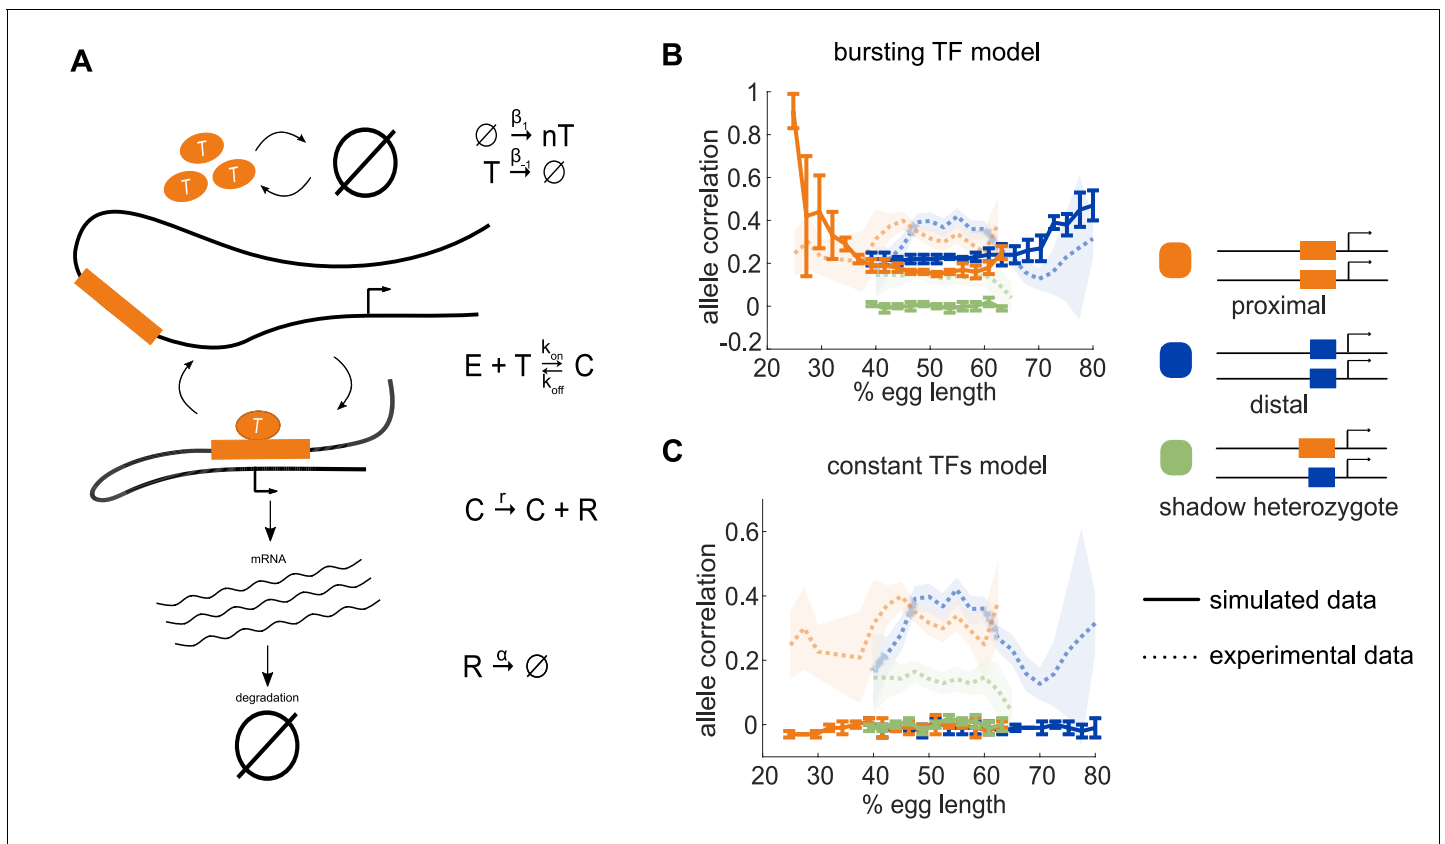 A
T
T
T
∅ β1→ nT
T β-1→ ∅
E + T kon⇌koff C
T
C r→ C + R
mRNA
R α→ ∅
degradation
B
bursting TF model
1
0.8
0.6
0.4
0.2
0
-0.2
allele correlation
20 30 40 50 60 70 80
% egg length
C
constant TFs model
0.6
0.4
0.2
0
allele correlation
20 30 40 50 60 70 80
% egg length
proximal
distal
shadow heterozygote
simulated data
experimental data